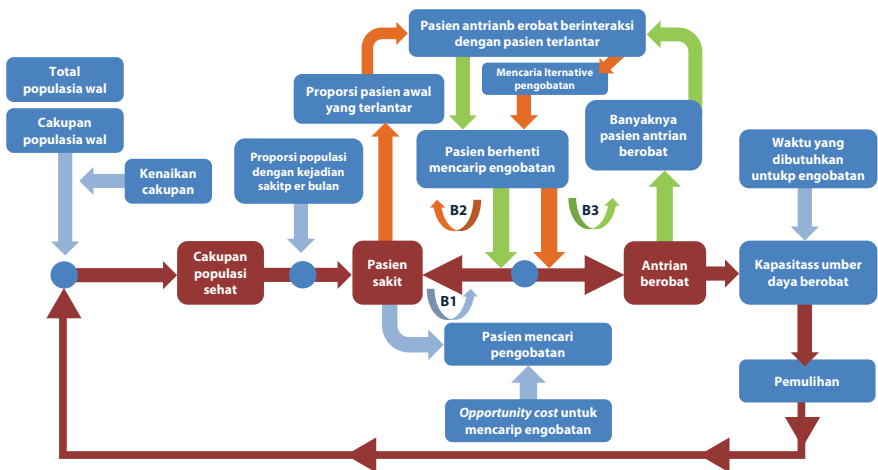 Pasien antrianb erobat berinteraksi
dengan pasien terlantar
Total
populasia wal
Mencaria lternative
pengobatan
Proporsi pasien awal
yang terlantar
Banyaknya
pasien antrian
berobat
Cakupan
populasia wal
Waktu yang
dibutuhkan
untukp engobatan
Pasien berhenti
mencarip engobatan
Kenaikan
cakupan
Proporsi populasi
dengan kejadian
sakitp er bulan
B2
B3
Cakupan
populasi
sehat
Pasien
sakit
Antrian
berobat
Kapasitass umber
daya berobat
B1
Pasien mencari
pengobatan
Pemulihan
Opportunity cost untuk
mencarip engobatan